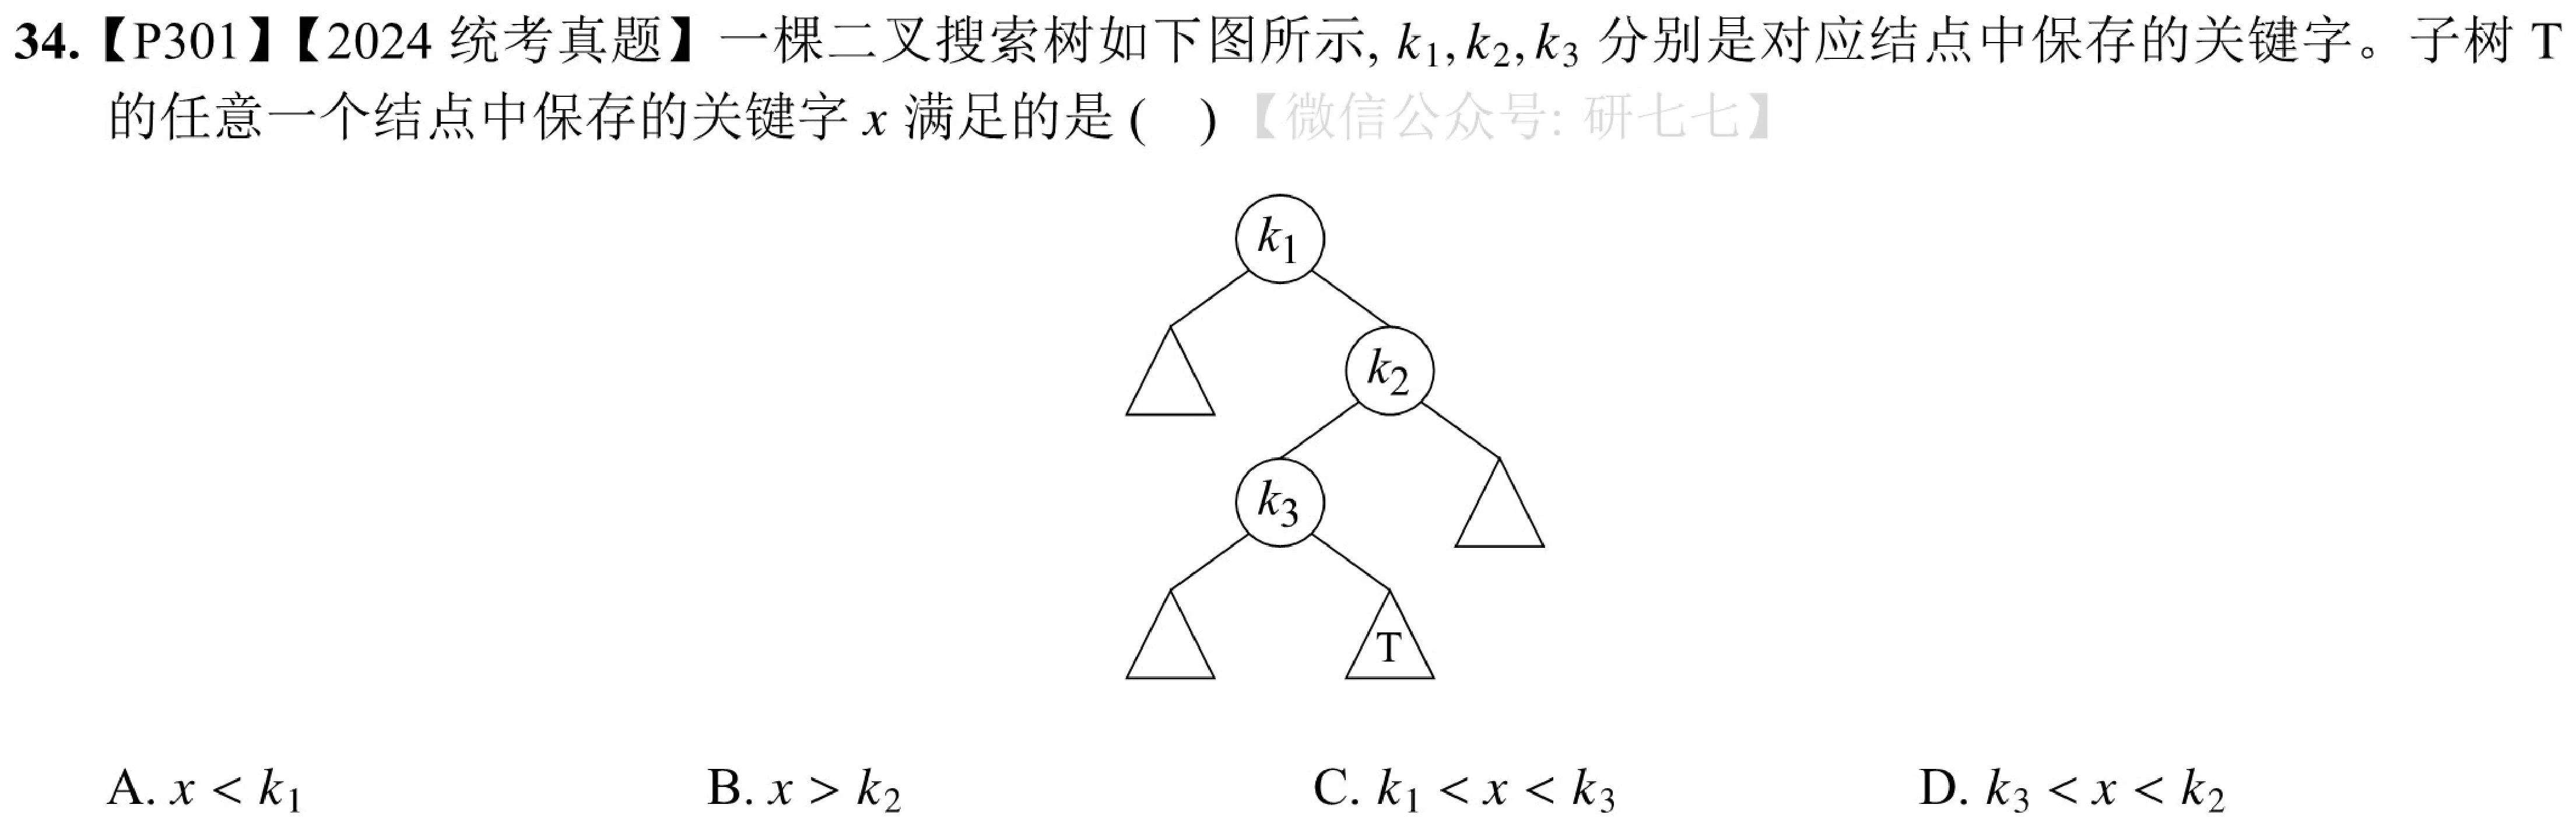 34.【P301】【2024 统考真题】一棵二叉搜索树如下图所示, k₁, k₂, k₃ 分别是对应结点中保存的关键字。子树 T
的任意一个结点中保存的关键字 x 满足的是 (   )【微信公众号: 研七七】
k₁
k₂
k₃
T
A. x < k₁ B. x > k₂ C. k₁ < x < k₃ D. k₃ < x < k₂